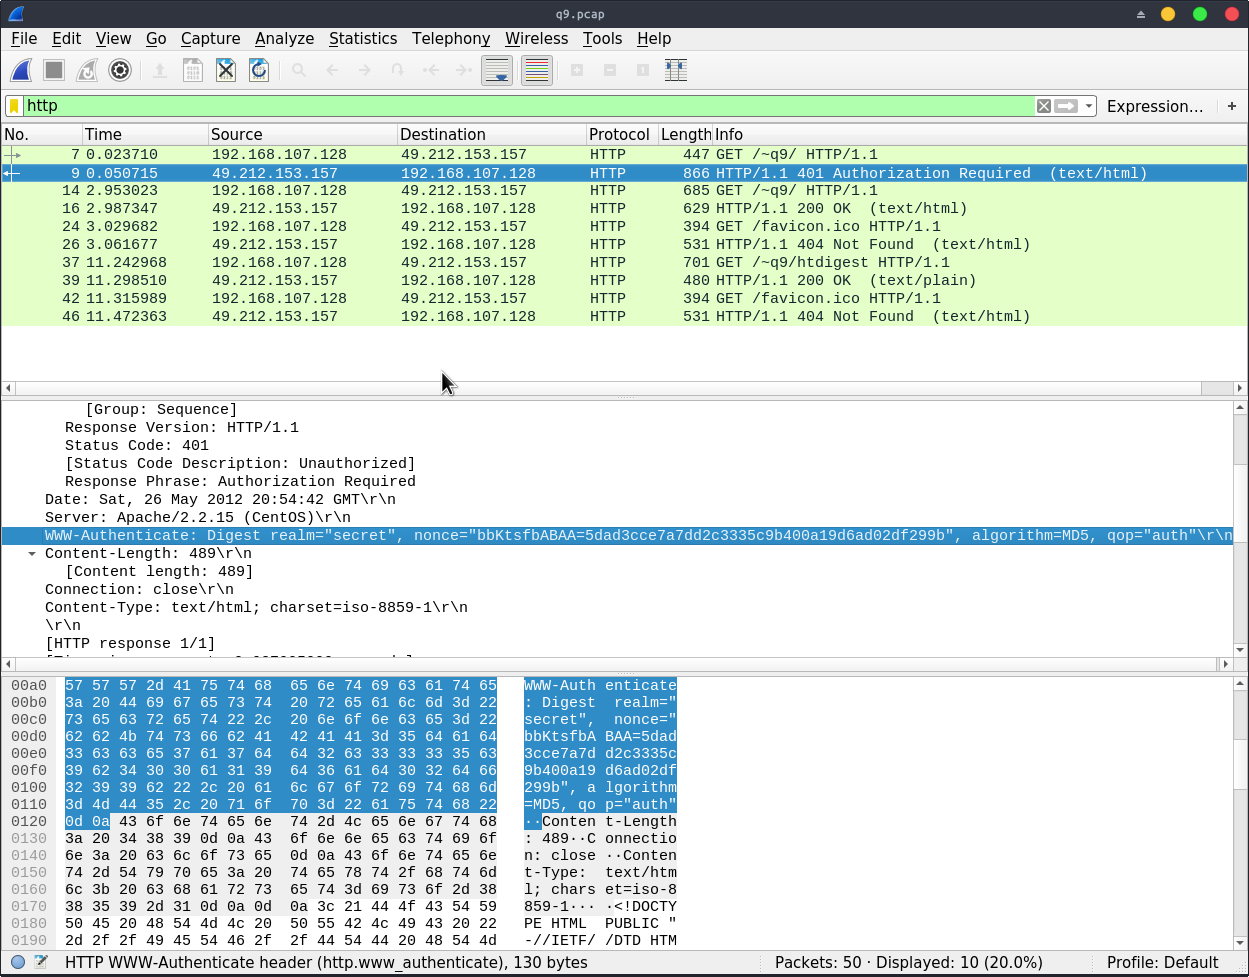 q9.pcap
File Edit View Go Capture Analyze Statistics Telephony Wireless Tools Help
http Expression… +
No. Time Source Destination Protocol Length Info
7 0.023710 192.168.107.128 49.212.153.157 HTTP 447 GET /~q9/ HTTP/1.1
9 0.050715 49.212.153.157 192.168.107.128 HTTP 866 HTTP/1.1 401 Authorization Required  (text/html)
14 2.953023 192.168.107.128 49.212.153.157 HTTP 685 GET /~q9/ HTTP/1.1
16 2.987347 49.212.153.157 192.168.107.128 HTTP 629 HTTP/1.1 200 OK  (text/html)
24 3.029682 192.168.107.128 49.212.153.157 HTTP 394 GET /favicon.ico HTTP/1.1
26 3.061677 49.212.153.157 192.168.107.128 HTTP 531 HTTP/1.1 404 Not Found  (text/html)
37 11.242968 192.168.107.128 49.212.153.157 HTTP 701 GET /~q9/htdigest HTTP/1.1
39 11.298510 49.212.153.157 192.168.107.128 HTTP 480 HTTP/1.1 200 OK  (text/plain)
42 11.315989 192.168.107.128 49.212.153.157 HTTP 394 GET /favicon.ico HTTP/1.1
46 11.472363 49.212.153.157 192.168.107.128 HTTP 531 HTTP/1.1 404 Not Found  (text/html)
[Group: Sequence]
Response Version: HTTP/1.1
Status Code: 401
[Status Code Description: Unauthorized]
Response Phrase: Authorization Required
Date: Sat, 26 May 2012 20:54:42 GMT\r\n
Server: Apache/2.2.15 (CentOS)\r\n
WWW-Authenticate: Digest realm="secret", nonce="bbKtsfbABAA=5dad3cce7a7dd2c3335c9b400a19d6ad02df299b", algorithm=MD5, qop="auth"\r\n
Content-Length: 489\r\n
[Content length: 489]
Connection: close\r\n
Content-Type: text/html; charset=iso-8859-1\r\n
\r\n
[HTTP response 1/1]
00a0 57 57 57 2d 41 75 74 68 65 6e 74 69 63 61 74 65 WWW-Auth enticate
00b0 3a 20 44 69 67 65 73 74 20 72 65 61 6c 6d 3d 22 : Digest  realm="
00c0 73 65 63 72 65 74 22 2c 20 6e 6f 6e 63 65 3d 22 secret",  nonce="
00d0 62 62 4b 74 73 66 62 41 42 41 41 3d 35 64 61 64 bbKtsfbA BAA=5dad
00e0 33 63 63 65 37 61 37 64 64 32 63 33 33 33 35 63 3cce7a7d d2c3335c
00f0 39 62 34 30 30 61 31 39 64 36 61 64 30 32 64 66 9b400a19 d6ad02df
0100 32 39 39 62 22 2c 20 61 6c 67 6f 72 69 74 68 6d 299b", a lgorithm
0110 3d 4d 44 35 2c 20 71 6f 70 3d 22 61 75 74 68 22 =MD5, qo p="auth"
0120 0d 0a 43 6f 6e 74 65 6e 74 2d 4c 65 6e 67 74 68 ··Conten t-Length
0130 3a 20 34 38 39 0d 0a 43 6f 6e 6e 65 63 74 69 6f : 489··C onnectio
0140 6e 3a 20 63 6c 6f 73 65 0d 0a 43 6f 6e 74 65 6e n: close ··Conten
0150 74 2d 54 79 70 65 3a 20 74 65 78 74 2f 68 74 6d t-Type:  text/htm
0160 6c 3b 20 63 68 61 72 73 65 74 3d 69 73 6f 2d 38 l; chars et=iso-8
0170 38 35 39 2d 31 0d 0a 0d 0a 3c 21 44 4f 43 54 59 859-1··· ·<!DOCTY
0180 50 45 20 48 54 4d 4c 20 50 55 42 4c 49 43 20 22 PE HTML  PUBLIC "
0190 2d 2f 2f 49 45 54 46 2f 2f 44 54 44 20 48 54 4d -//IETF/ /DTD HTM
HTTP WWW-Authenticate header (http.www_authenticate), 130 bytes Packets: 50 · Displayed: 10 (20.0%) Profile: Default